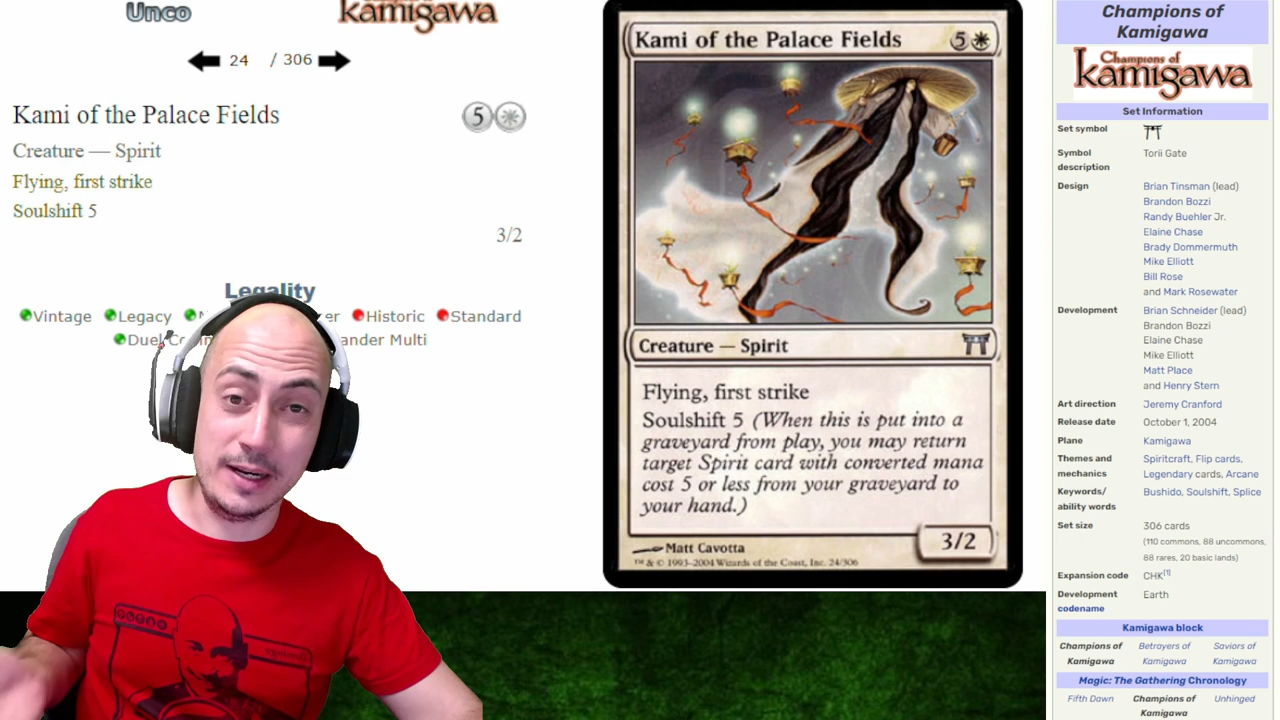 Unco
kamigawa
24 / 306
Kami of the Palace Fields 5
Creature — Spirit
Flying, first strike
Soulshift 5
3/2
Legality
Vintage Legacy Historic Standard
Duel ander Multi
Kami of the Palace Fields 5
Creature — Spirit
Flying, first strike
Soulshift 5 (When this is put into a
graveyard from play, you may return
target Spirit card with converted mana
cost 5 or less from your graveyard to
your hand.)
3/2
Matt Cavotta
™ & © 1993–2004 Wizards of the Coast, Inc. 24/306
Champions of
Kamigawa
Champions of
kamigawa
Set Information
Set symbol
Symbol description Torii Gate
Design Brian Tinsman (lead)
Brandon Bozzi
Randy Buehler Jr.
Elaine Chase
Brady Dommermuth
Mike Elliott
Bill Rose
and Mark Rosewater
Development Brian Schneider (lead)
Brandon Bozzi
Elaine Chase
Mike Elliott
Matt Place
and Henry Stern
Art direction Jeremy Cranford
Release date October 1, 2004
Plane Kamigawa
Themes and Spiritcraft, Flip cards,
mechanics Legendary cards, Arcane
Keywords/ Bushido, Soulshift, Splice
ability words
Set size 306 cards
(110 commons, 88 uncommons,
88 rares, 20 basic lands)
Expansion code CHK[1]
Development Earth
codename
Kamigawa block
Champions of Betrayers of Saviors of
Kamigawa Kamigawa Kamigawa
Magic: The Gathering Chronology
Fifth Dawn Champions of Unhinged
Kamigawa